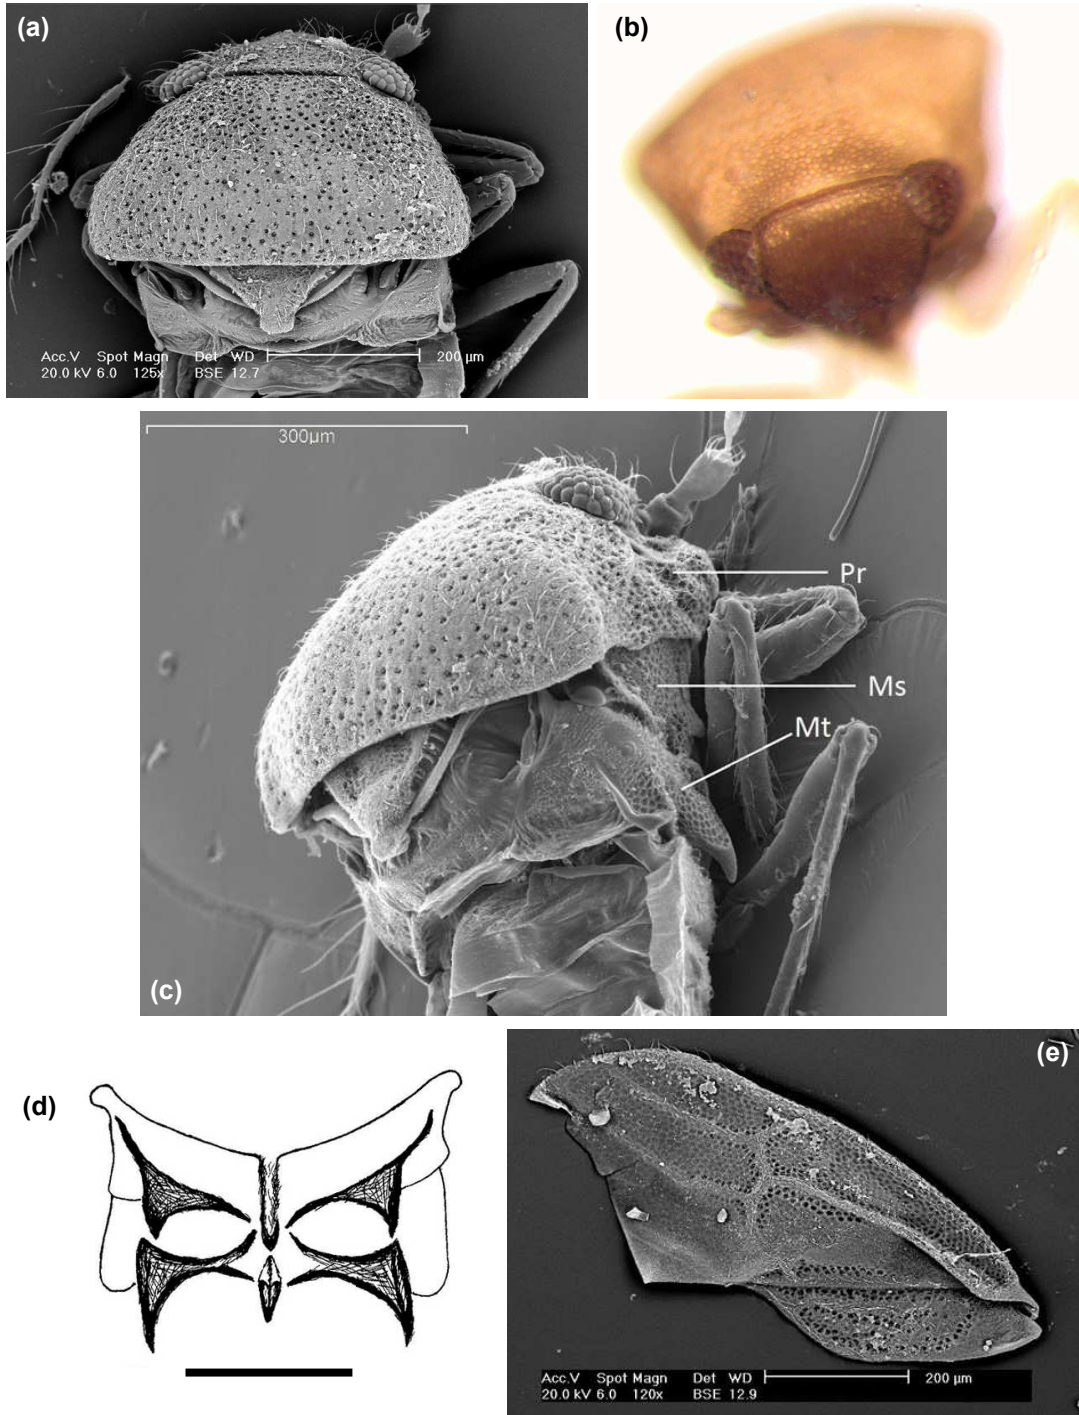 (a)
Acc.V Spot Magn Det WD 200 µm
20.0 kV 6.0 125x BSE 12.7
(b)
300µm
Pr
Ms
Mt
(c)
(d)
(e)
Acc.V Spot Magn Det WD 200 µm
20.0 kV 6.0 120x BSE 12.9